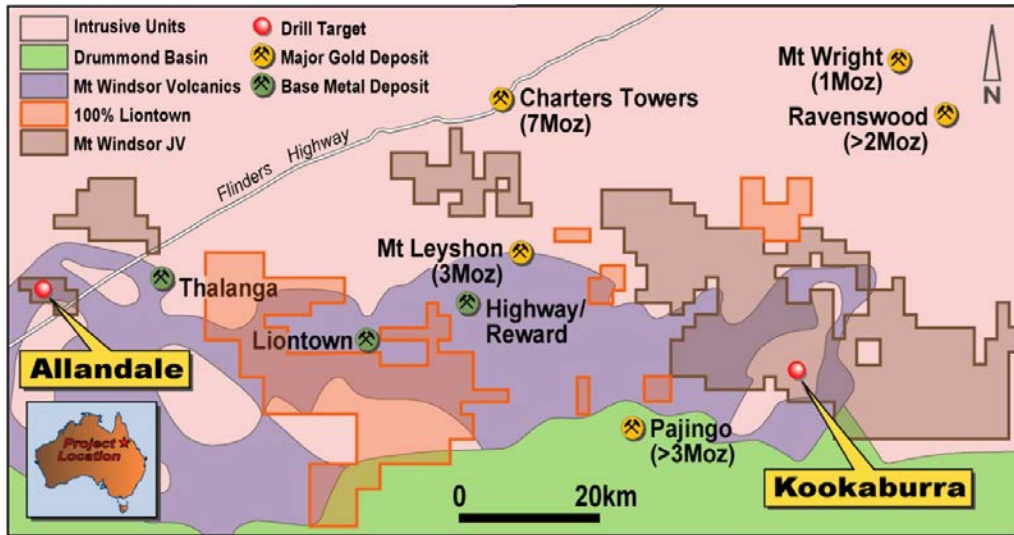 Intrusive Units
Drummond Basin
Mt Windsor Volcanics
100% Liontown
Mt Windsor JV
Drill Target
Major Gold Deposit
Base Metal Deposit
Mt Wright
(1Moz)
N
Ravenswood
(>2Moz)
Charters Towers
(7Moz)
Flinders Highway
Mt Leyshon
(3Moz)
Thalanga
Highway/
Reward
Liontown
Allandale
Project
Location
Pajingo
(>3Moz)
Kookaburra
0 20km